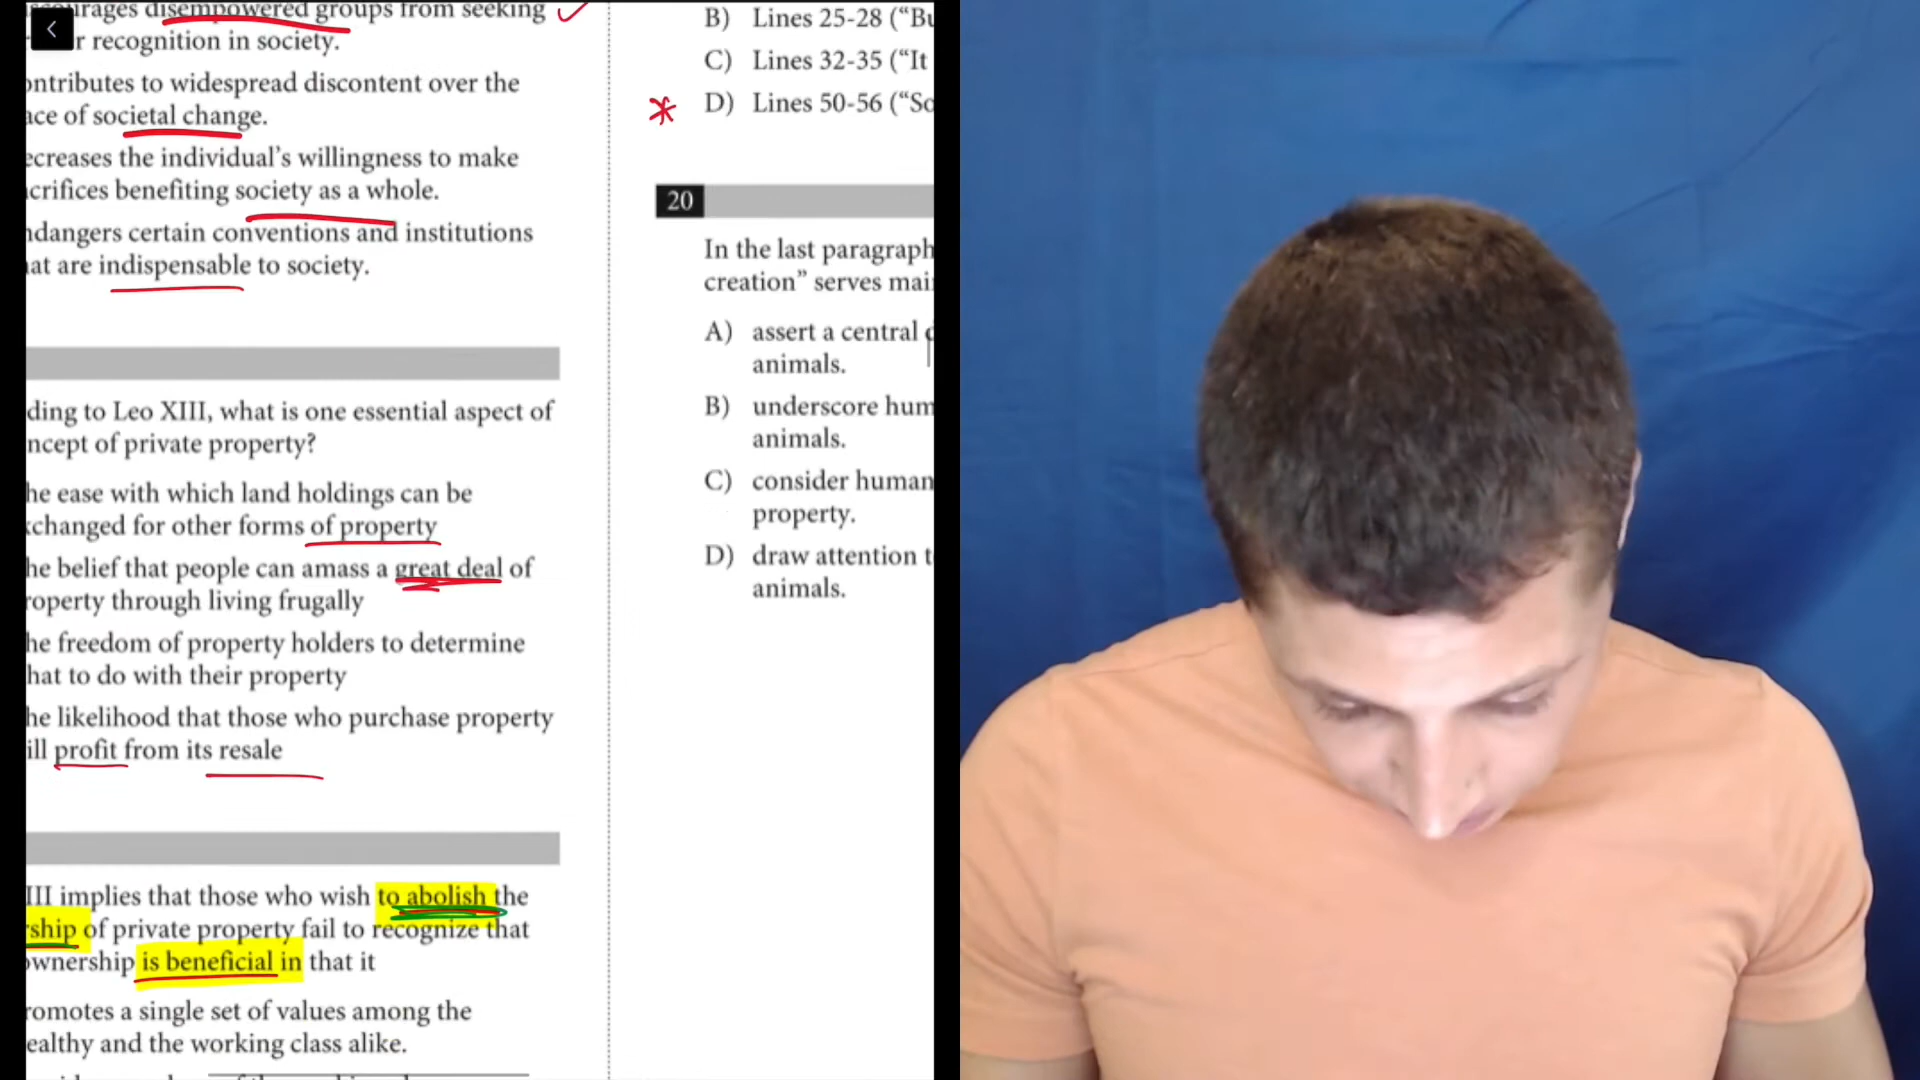 disempowered groups from seeking
recognition in society.
ontributes to widespread discontent over the
ace of societal change.
ecreases the individual's willingness to make
crifices benefiting society as a whole.
ndangers certain conventions and institutions
at are indispensable to society.
ding to Leo XIII, what is one essential aspect of
ncept of private property?
he ease with which land holdings can be
changed for other forms of property
he belief that people can amass a great deal of
roperty through living frugally
he freedom of property holders to determine
hat to do with their property
he likelihood that those who purchase property
ill profit from its resale
III implies that those who wish to abolish the
ship of private property fail to recognize that
ownership is beneficial in that it
romotes a single set of values among the
ealthy and the working class alike.
B) Lines 25-28 (“Bu
C) Lines 32-35 (“It
D) Lines 50-56 (“So
20
In the last paragraph
creation” serves mai
A) assert a central
animals.
B) underscore hum
animals.
C) consider human
property.
D) draw attention t
animals.